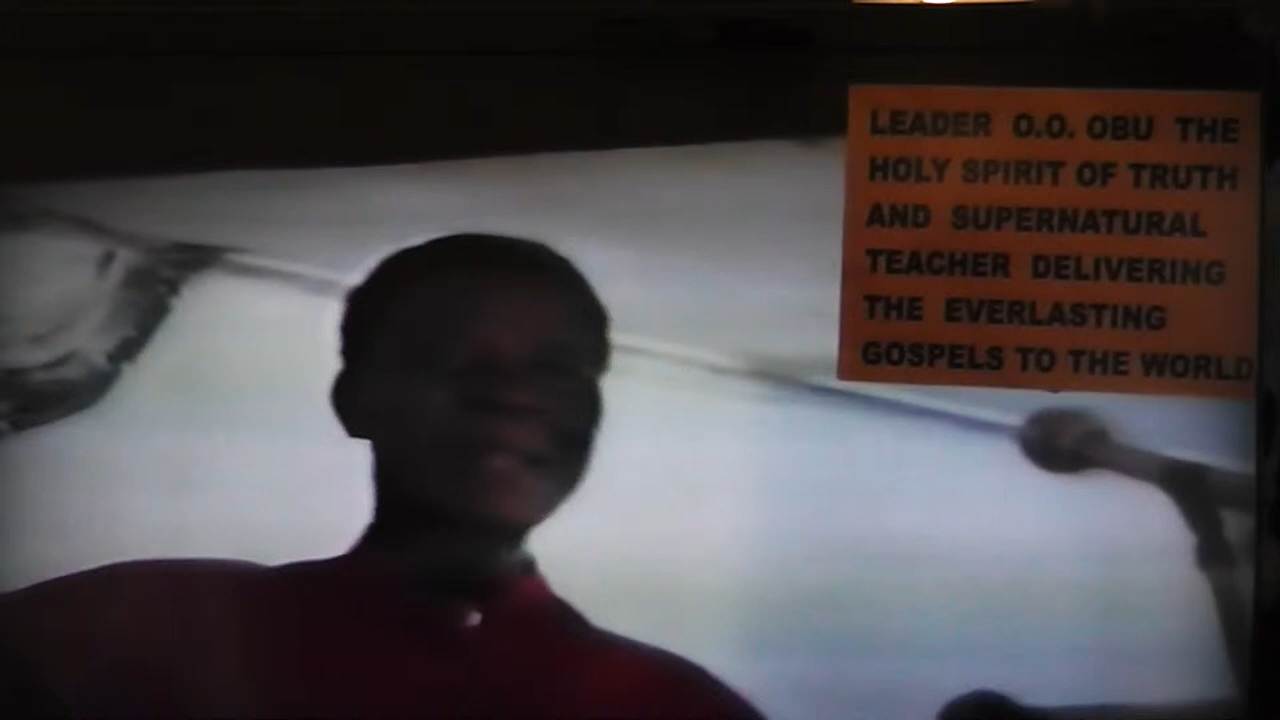 LEADER O.O. OBU THE
HOLY SPIRIT OF TRUTH
AND SUPERNATURAL
TEACHER DELIVERING
THE EVERLASTING
GOSPELS TO THE WORLD